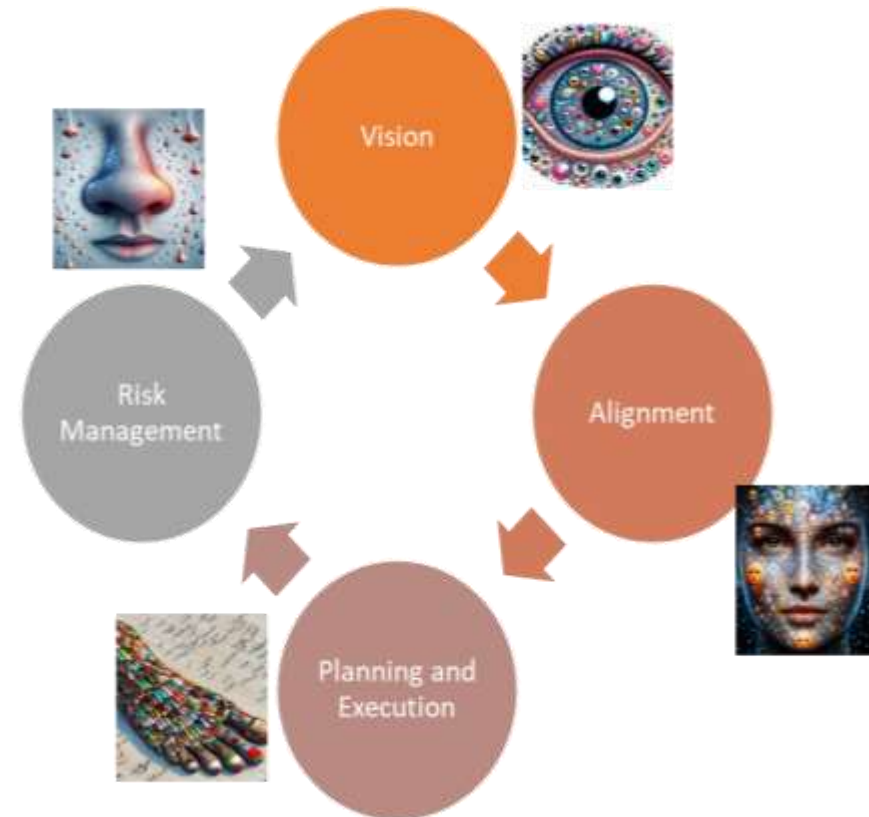 Vision
Alignment
Planning and
Execution
Risk
Management